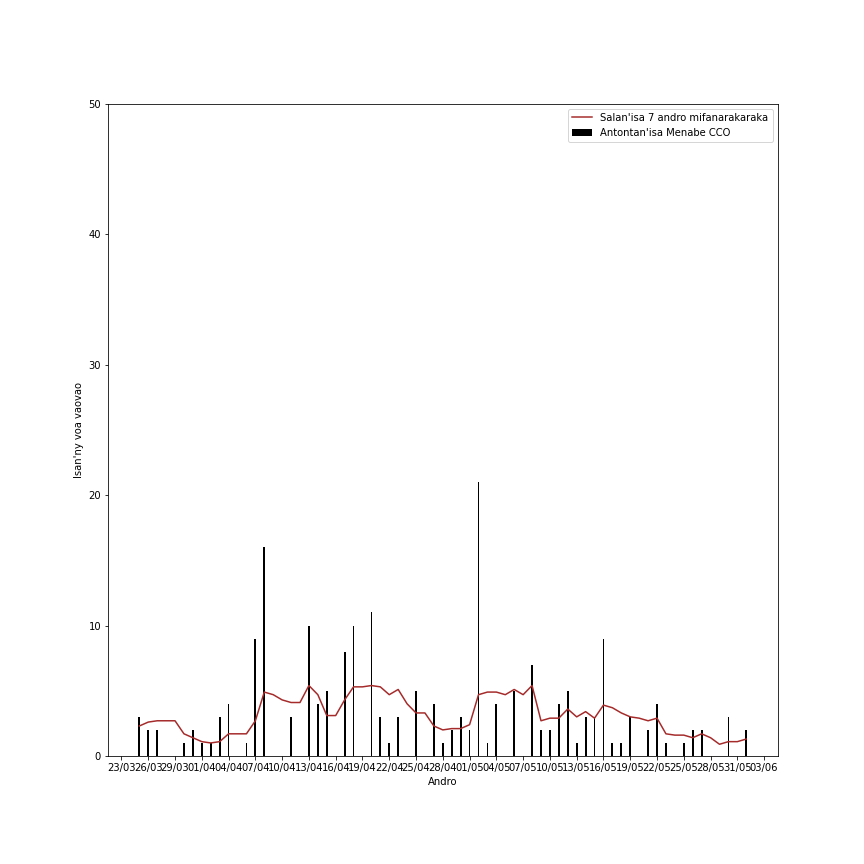 50
Salan'isa 7 andro mifanarakaraka
Antontan'isa Menabe CCO
40
30
20
10
0
Isan'ny voa vaovao
23/03 26/03 29/03 01/04 04/04 07/04 10/04 13/04 16/04 19/04 22/04 25/04 28/04 01/05 04/05 07/05 10/05 13/05 16/05 19/05 22/05 25/05 28/05 31/05 03/06
Andro